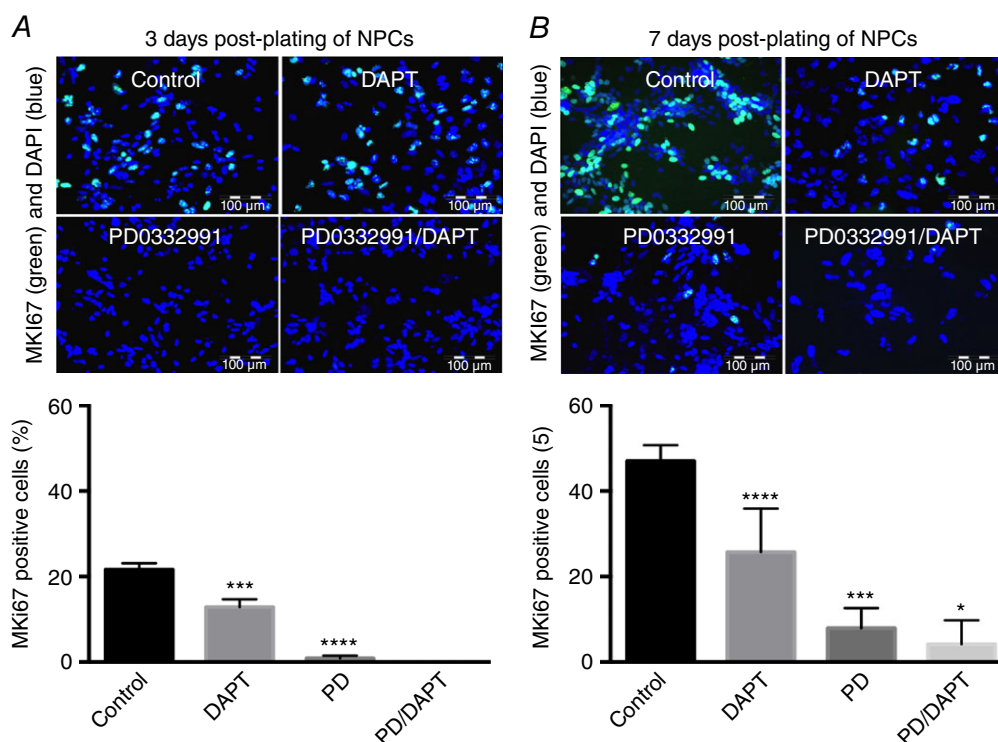 A
3 days post-plating of NPCs
MKI67 (green) and DAPI (blue)
Control
DAPT
100 µm
100 µm
PD0332991
PD0332991/DAPT
100 µm
100 µm
MKi67 positive cells (%)
60
40
20
0
***
****
Control
DAPT
PD
PD/DAPT
B
7 days post-plating of NPCs
MKI67 (green) and DAPI (blue)
Control
DAPT
100 µm
100 µm
PD0332991
PD0332991/DAPT
100 µm
100 µm
MKi67 positive cells (5)
60
40
20
0
****
***
*
Control
DAPT
PD
PD/DAPT